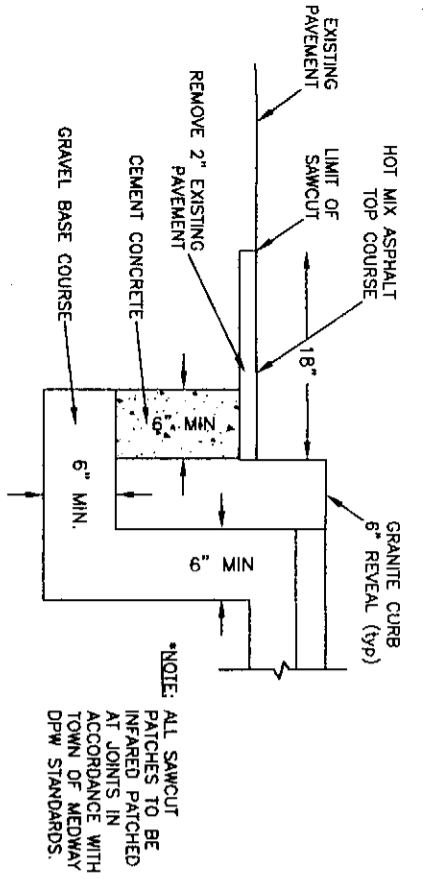 EXISTING
PAVEMENT
HOT MIX ASPHALT
TOP COURSE
LIMIT OF
SAWCUT
REMOVE 2" EXISTING
PAVEMENT
CEMENT CONCRETE
GRAVEL BASE COURSE
18"
6" MIN
6" MIN.
6" MIN
GRANITE CURB
6" REVEAL (typ)
*NOTE: ALL SAWCUT
PATCHES TO BE
INFARED PATCHED
AT JOINTS IN
ACCORDANCE WITH
TOWN OF MEDWAY
DPW STANDARDS.